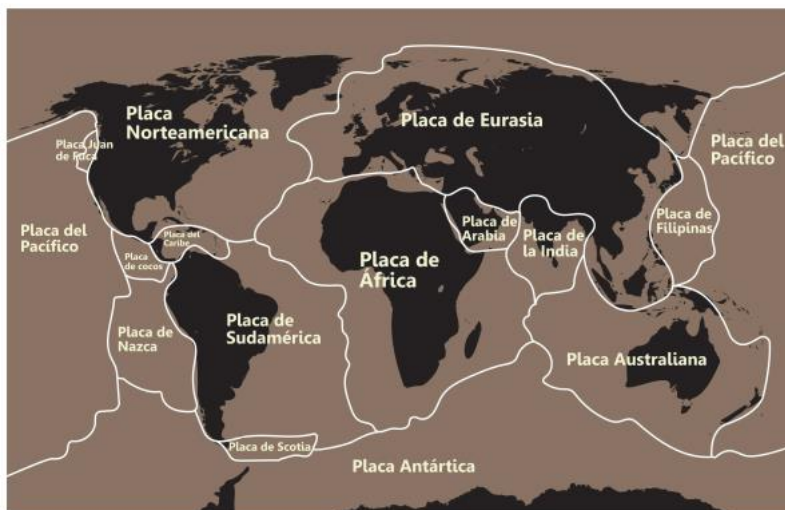 Placa
Norteamericana
Placa de Eurasia
Placa del
Pacífico
Placa Juan
de Fuca
Placa del
Pacífico
Placa del
Caribe
Placa
de cocos
Placa de
Arabia
Placa de
la India
Placa de
Filipinas
Placa de
África
Placa de
Nazca
Placa de
Sudamérica
Placa Australiana
Placa de Scotia
Placa Antártica